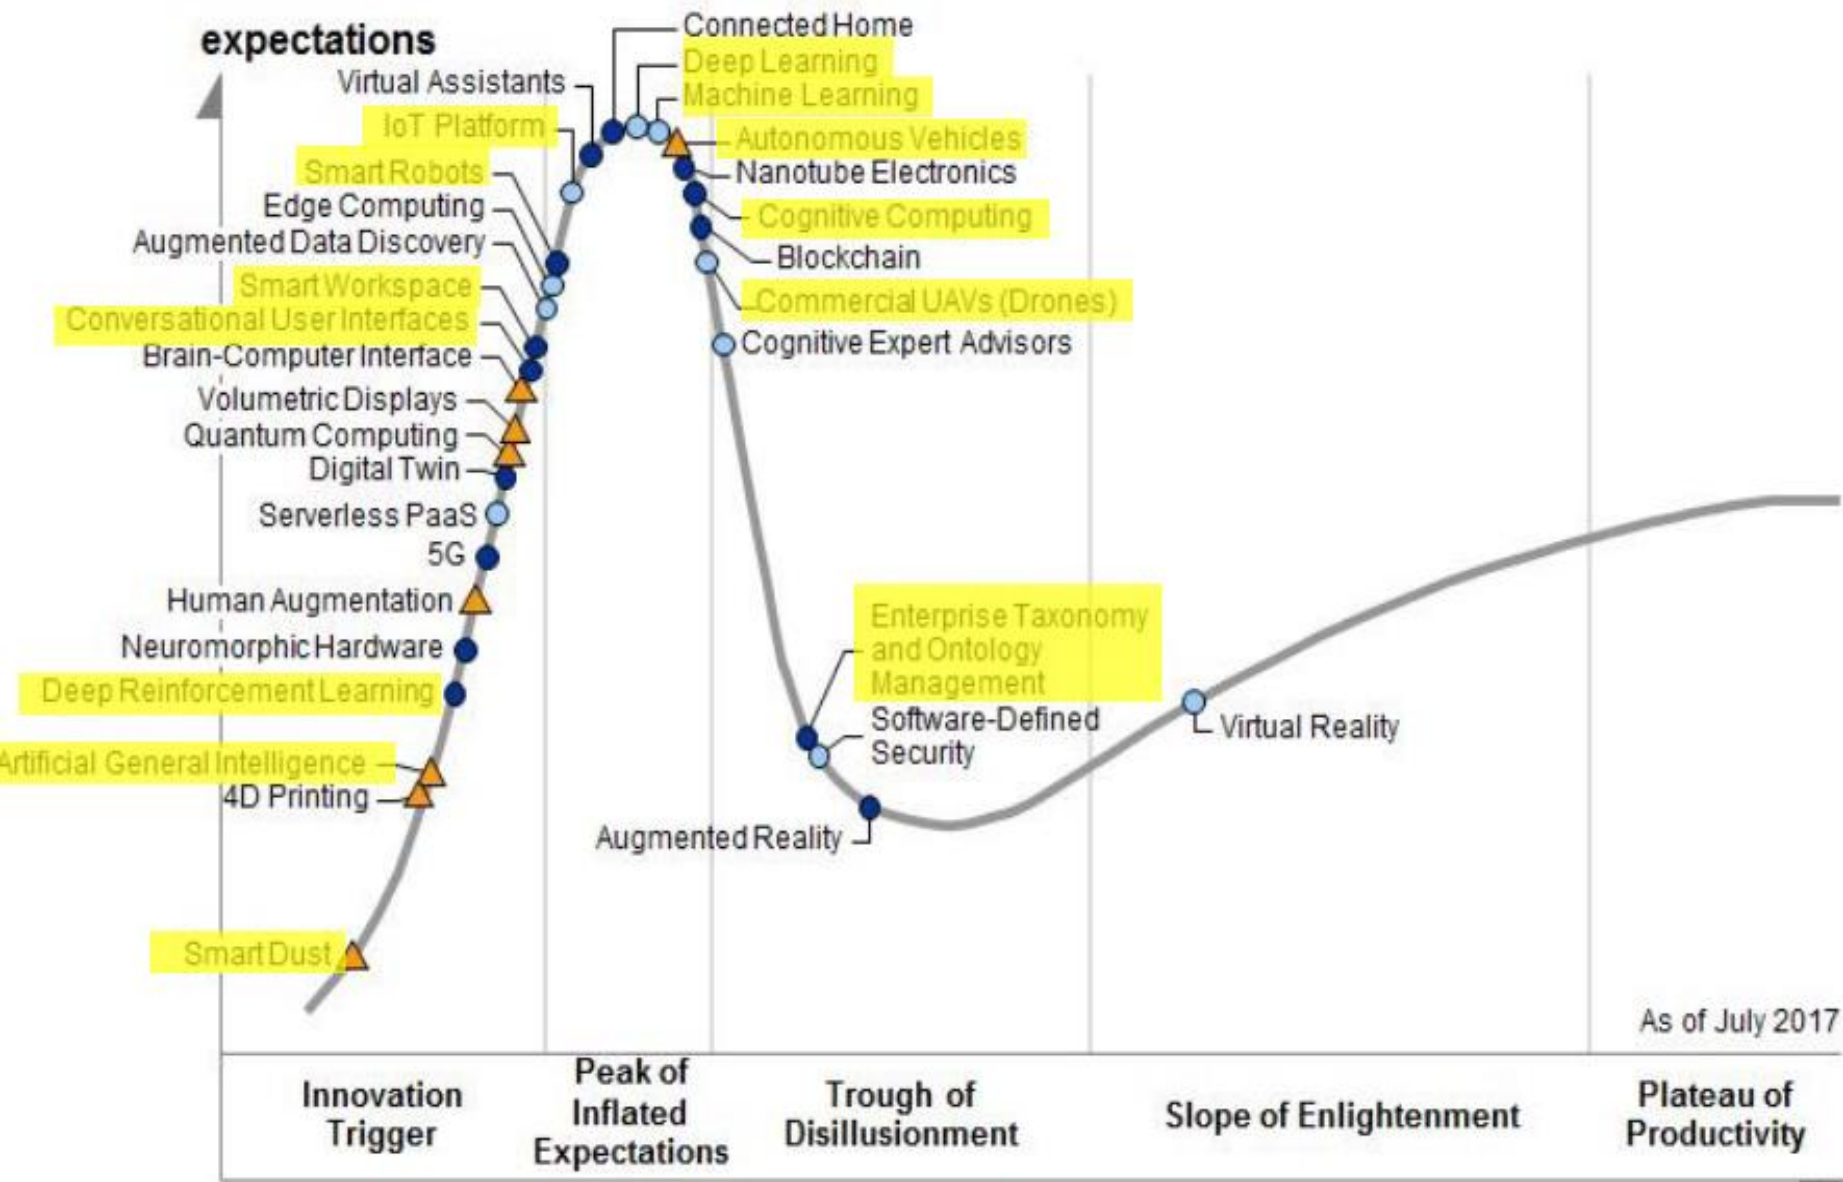 expectations
Connected Home
Deep Learning
Virtual Assistants
Machine Learning
IoT Platform
Autonomous Vehicles
Smart Robots
Nanotube Electronics
Edge Computing
Cognitive Computing
Augmented Data Discovery
Blockchain
Smart Workspace
Commercial UAVs (Drones)
Conversational User Interfaces
Cognitive Expert Advisors
Brain-Computer Interface
Volumetric Displays
Quantum Computing
Digital Twin
Serverless PaaS
5G
Human Augmentation
Enterprise Taxonomy
and Ontology
Management
Neuromorphic Hardware
Deep Reinforcement Learning
Software-Defined
Security
Virtual Reality
Artificial General Intelligence
4D Printing
Augmented Reality
Smart Dust
As of July 2017
Innovation
Trigger
Peak of
Inflated
Expectations
Trough of
Disillusionment
Slope of Enlightenment
Plateau of
Productivity